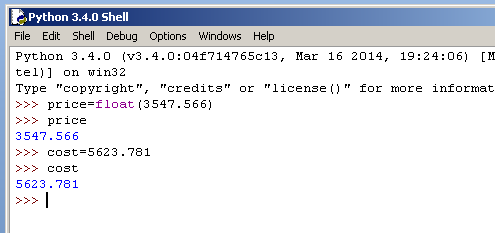 Python 3.4.0 Shell
File Edit Shell Debug Options Windows Help
Python 3.4.0 (v3.4.0:04f714765c13, Mar 16 2014, 19:24:06) [M
tel)] on win32
Type "copyright", "credits" or "license()" for more informat
>>> price=float(3547.566)
>>> price
3547.566
>>> cost=5623.781
>>> cost
5623.781
>>>